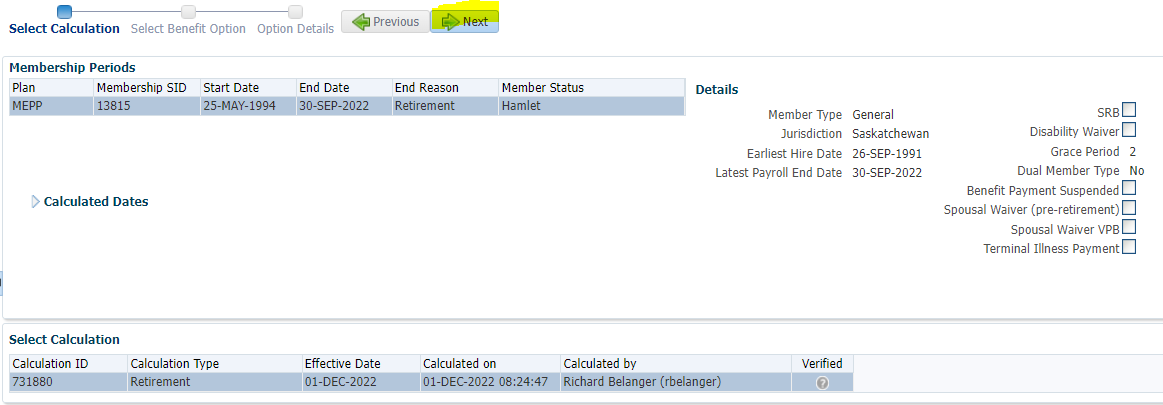 Select Calculation Select Benefit Option Option Details Previous Next
Membership Periods
Plan Membership SID Start Date End Date End Reason Member Status
MEPP 13815 25-MAY-1994 30-SEP-2022 Retirement Hamlet
Calculated Dates
Details
Member Type General
Jurisdiction Saskatchewan
Earliest Hire Date 26-SEP-1991
Latest Payroll End Date 30-SEP-2022
SRB
Disability Waiver
Grace Period 2
Dual Member Type No
Benefit Payment Suspended
Spousal Waiver (pre-retirement)
Spousal Waiver VPB
Terminal Illness Payment
Select Calculation
Calculation ID Calculation Type Effective Date Calculated on Calculated by Verified
731880 Retirement 01-DEC-2022 01-DEC-2022 08:24:47 Richard Belanger (rbelanger) ?